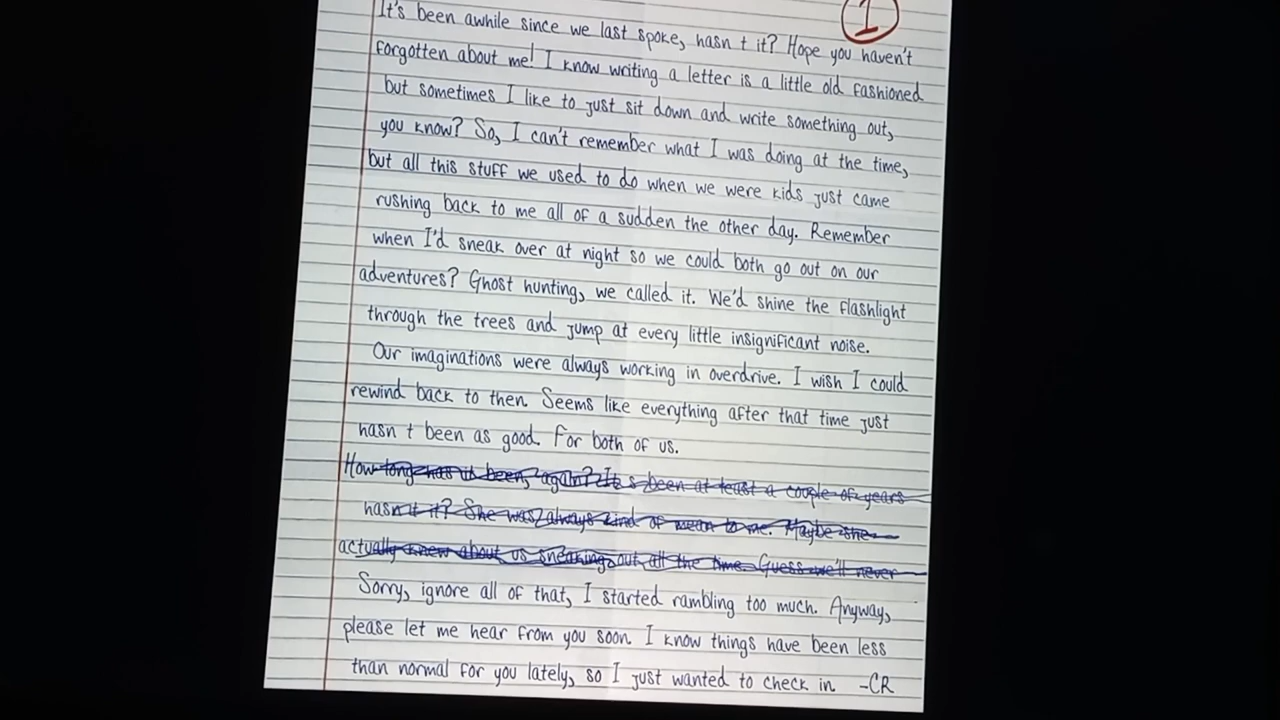 1
It's been awhile since we last spoke, hasn t it? Hope you haven't
forgotten about me! I know writing a letter is a little old fashioned
but sometimes I like to just sit down and write something out,
you know? So, I can't remember what I was doing at the time,
but all this stuff we used to do when we were kids just came
rushing back to me all of a sudden the other day. Remember
when I'd sneak over at night so we could both go out on our
adventures? Ghost hunting, we called it. We'd shine the flashlight
through the trees and jump at every little insignificant noise.
Our imaginations were always working in overdrive. I wish I could
rewind back to then. Seems like everything after that time just
hasn t been as good. For both of us.
How long has it been, again? It s been at least a couple of years
hasn t it? She was always kind of mean to me. Maybe she
actually knew about us sneaking out all the time. Guess we'll never
Sorry, ignore all of that, I started rambling too much. Anyway,
please let me hear from you soon. I know things have been less
than normal for you lately, so I just wanted to check in -CR